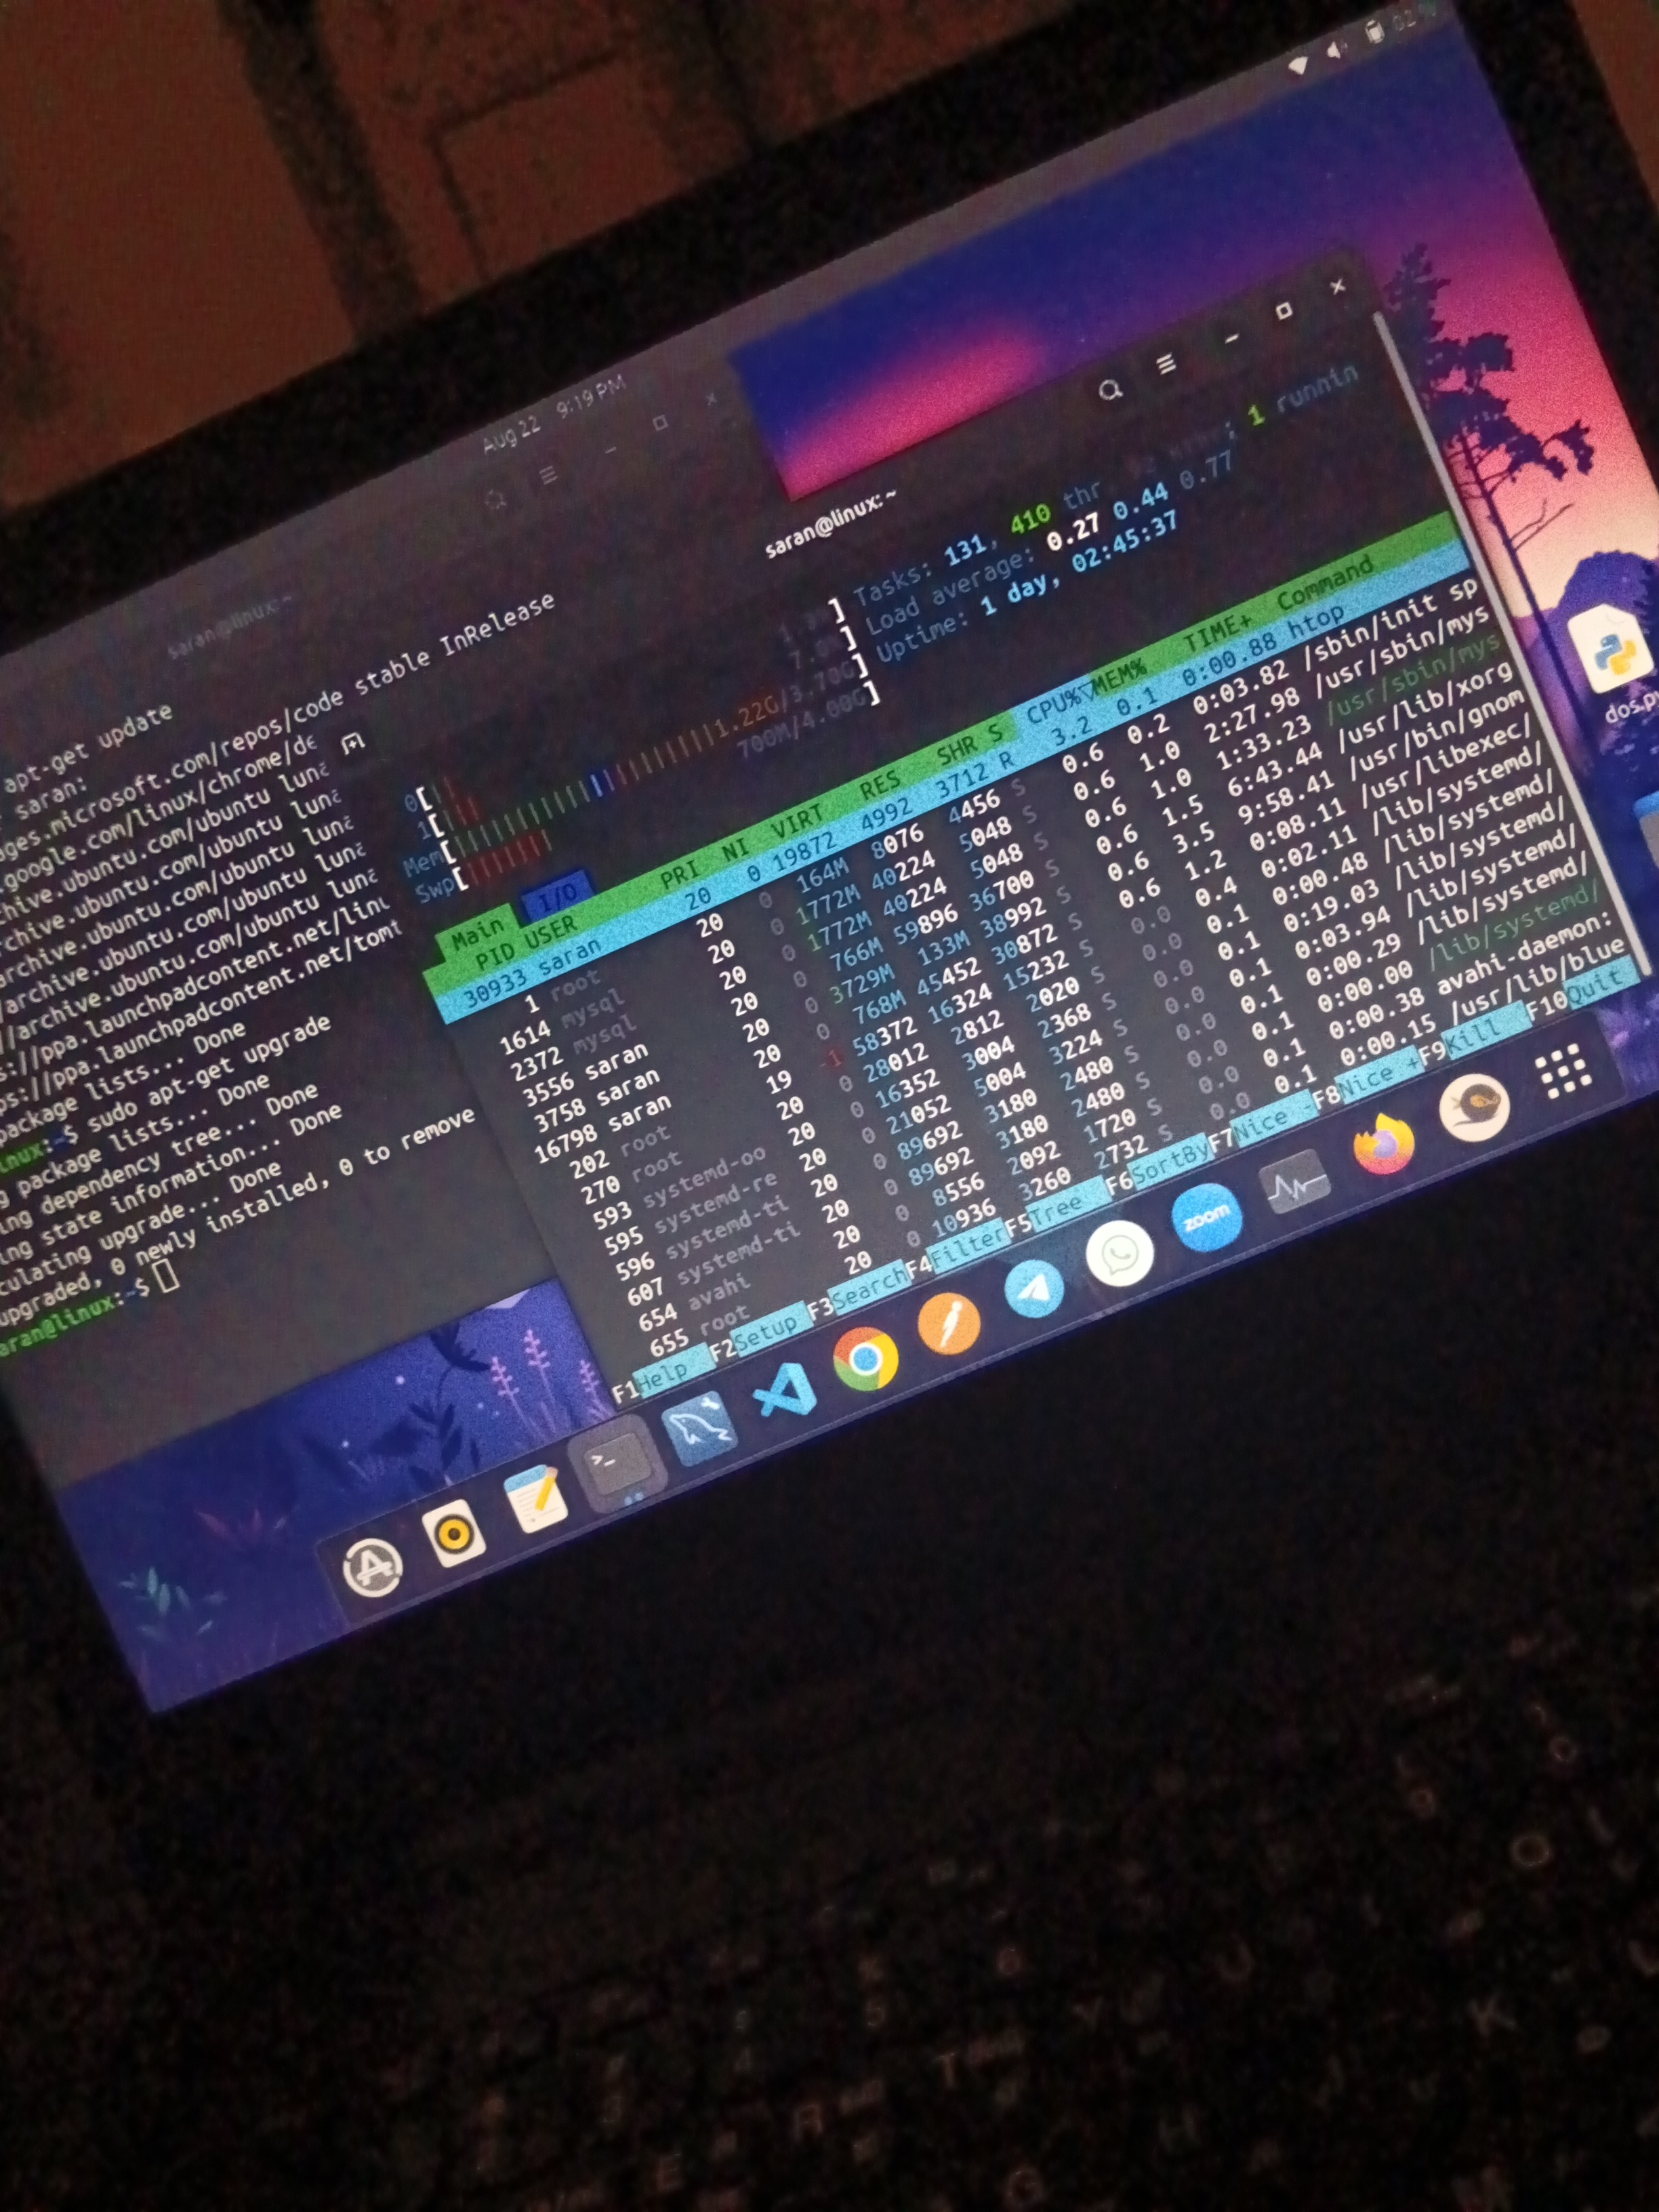 Aug 22 9:19 PM
saran@linux: ~
apt-get update
saran:
ges.microsoft.com/repos/code stable InRelease
.google.com/linux/chrome/de
hive.ubuntu.com/ubuntu luna
rchive.ubuntu.com/ubuntu luna
archive.ubuntu.com/ubuntu luna
/archive.ubuntu.com/ubuntu luna
//archive.ubuntu.com/ubuntu luna
s://ppa.launchpadcontent.net/linu
ps://ppa.launchpadcontent.net/tomt
package lists... Done
inux:~$ sudo apt-get upgrade
g package lists... Done
ing dependency tree... Done
ing state information... Done
culating upgrade... Done
upgraded, 0 newly installed, 0 to remove
aran@linux:~$
saran@linux: ~
0[
1[ 7.0
Mem[ 1.22G/3.70G]
Swp[ 700M/4.00G]
Tasks: 131, 410 thr : 1 runnin
Load average: 0.27 0.44 0.77
Uptime: 1 day, 02:45:37
Main I/O
PID USER PRI NI VIRT RES SHR S CPU%▽MEM% TIME+ Command
30933 saran 20 0 19872 4992 3712 R 3.2 0.1 0:00.88 htop
1 root 20 0 164M 8076 4456 S 0.6 0.2 0:03.82 /sbin/init sp
1614 mysql 20 0 1772M 40224 5048 S 0.6 1.0 2:27.98 /usr/sbin/mys
2372 mysql 20 0 1772M 40224 5048 S 0.6 1.0 1:33.23 /usr/sbin/mys
3556 saran 20 0 766M 59896 36700 S 0.6 1.5 6:43.44 /usr/lib/xorg
3758 saran 20 0 3729M 133M 38992 S 0.6 3.5 9:58.41 /usr/bin/gnom
16798 saran 20 0 768M 45452 30872 S 0.6 1.2 0:08.11 /usr/libexec/
202 root 19 -1 58372 16324 15232 S 0.0 0.4 0:02.11 /lib/systemd/
270 root 20 0 28012 2812 2020 S 0.0 0.1 0:00.48 /lib/systemd/
593 systemd-oo 20 0 16352 3004 2368 S 0.0 0.1 0:19.03 /lib/systemd/
595 systemd-re 20 0 21052 5004 3224 S 0.0 0.1 0:03.94 /lib/systemd/
596 systemd-ti 20 0 89692 3180 2480 S 0.0 0.1 0:00.29 /lib/systemd/
607 systemd-ti 20 0 89692 3180 2480 S 0.0 0.1 0:00.00 /lib/systemd/
654 avahi 20 0 8556 2092 1720 S 0.0 0.1 0:00.38 avahi-daemon:
655 root 20 0 10936 3260 2732 S 0.0 0.1 0:00.15 /usr/lib/blue
F1Help F2Setup F3Search F4Filter F5Tree F6SortBy F7Nice - F8Nice + F9Kill F10Quit
dos.py
zoom